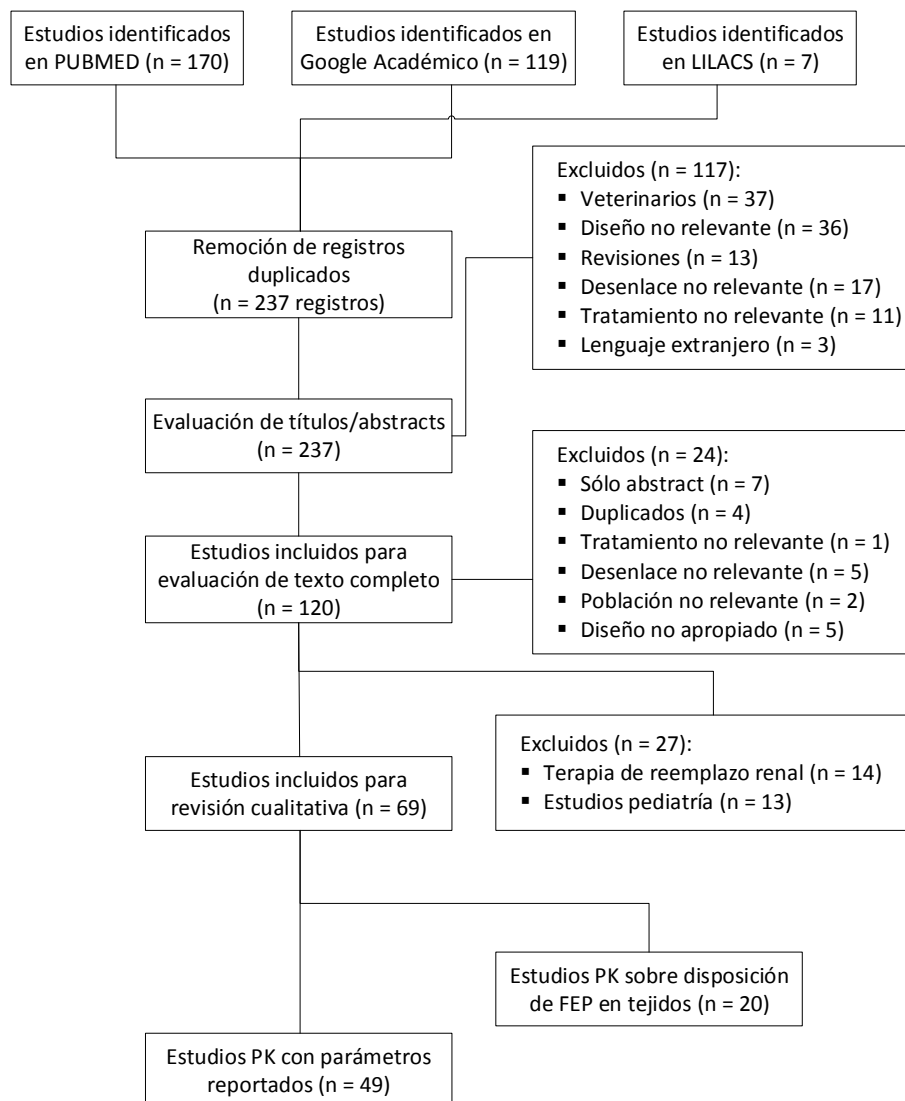 Estudios identificados
en PUBMED (n = 170)
Estudios identificados en
Google Académico (n = 119)
Estudios identificados
en LILACS (n = 7)
Remoción de registros
duplicados
(n = 237 registros)
Excluidos (n = 117):
▪ Veterinarios (n = 37)
▪ Diseño no relevante (n = 36)
▪ Revisiones (n = 13)
▪ Desenlace no relevante (n = 17)
▪ Tratamiento no relevante (n = 11)
▪ Lenguaje extranjero (n = 3)
Evaluación de títulos/abstracts
(n = 237)
Excluidos (n = 24):
▪ Sólo abstract (n = 7)
▪ Duplicados (n = 4)
▪ Tratamiento no relevante (n = 1)
▪ Desenlace no relevante (n = 5)
▪ Población no relevante (n = 2)
▪ Diseño no apropiado (n = 5)
Estudios incluidos para
evaluación de texto completo
(n = 120)
Excluidos (n = 27):
▪ Terapia de reemplazo renal (n = 14)
▪ Estudios pediatría (n = 13)
Estudios incluidos para
revisión cualitativa (n = 69)
Estudios PK sobre disposición
de FEP en tejidos (n = 20)
Estudios PK con parámetros
reportados (n = 49)